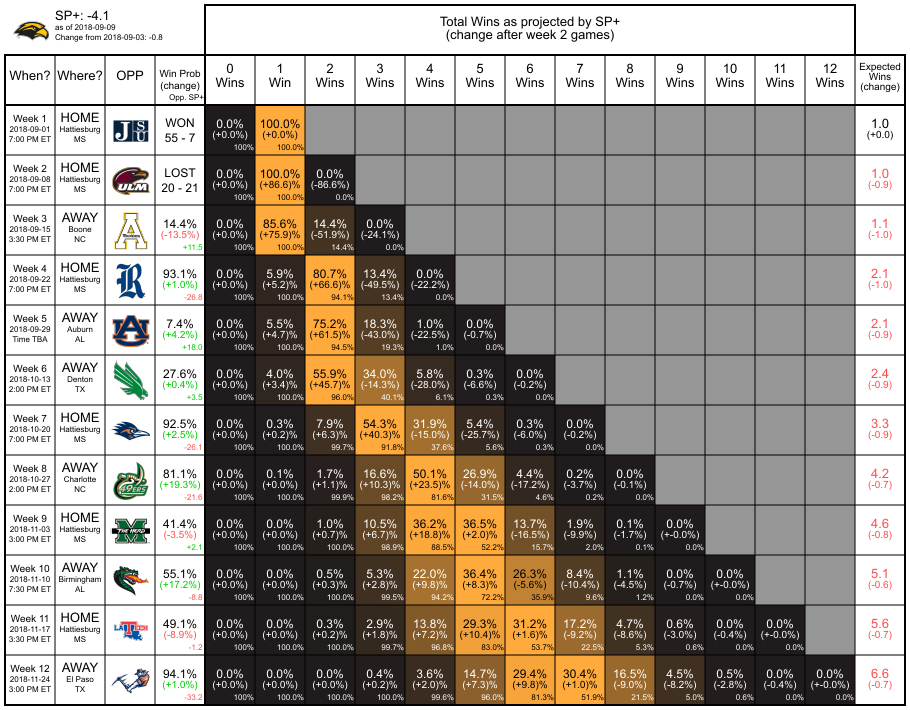 SP+: -4.1
as of 2018-09-09
Change from 2018-09-03: -0.8
Total Wins as projected by SP+
(change after week 2 games)
When? Where? OPP Win Prob (change) Opp. SP+ 0 Wins 1 Win 2 Wins 3 Wins 4 Wins 5 Wins 6 Wins 7 Wins 8 Wins 9 Wins 10 Wins 11 Wins 12 Wins Expected Wins (change)
Week 1 HOME JSU WON 0.0% 100.0% 1.0
2018-09-01 Hattiesburg 55 - 7 (+0.0%) (+0.0%) (+0.0)
7:00 PM ET MS 100% 100.0%
Week 2 HOME ULM LOST 0.0% 100.0% 0.0% 1.0
2018-09-08 Hattiesburg 20 - 21 (+0.0%) (+86.6)% (-86.6%) (-0.9)
7:00 PM ET MS 100% 100.0% 0.0%
Week 3 AWAY A 14.4% 0.0% 85.6% 14.4% 0.0% 1.1
2018-09-15 Boone (-13.5%) (+0.0%) (+75.9)% (-51.9%) (-24.1%) (-1.0)
3:30 PM ET NC +11.5 100% 100.0% 14.4% 0.0%
Week 4 HOME R 93.1% 0.0% 5.9% 80.7% 13.4% 0.0% 2.1
2018-09-22 Hattiesburg (+1.0%) (+0.0%) (+5.2)% (+66.6)% (-49.5%) (-22.2%) (-1.0)
7:00 PM ET MS -26.8 100% 100.0% 94.1% 13.4% 0.0%
Week 5 AWAY AU 7.4% 0.0% 5.5% 75.2% 18.3% 1.0% 0.0% 2.1
2018-09-29 Auburn (+4.2%) (+0.0%) (+4.7)% (+61.5)% (-43.0%) (-22.5%) (-0.7%) (-0.9)
Time TBA AL +18.0 100% 100.0% 94.5% 19.3% 1.0% 0.0%
Week 6 AWAY 27.6% 0.0% 4.0% 55.9% 34.0% 5.8% 0.3% 0.0% 2.4
2018-10-13 Denton (+0.4%) (+0.0%) (+3.4)% (+45.7)% (-14.3%) (-28.0%) (-6.6%) (-0.2%) (-0.9)
2:00 PM ET TX +3.5 100% 100.0% 96.0% 40.1% 6.1% 0.3% 0.0%
Week 7 HOME 92.5% 0.0% 0.3% 7.9% 54.3% 31.9% 5.4% 0.3% 0.0% 3.3
2018-10-20 Hattiesburg (+2.5%) (+0.0%) (+0.2)% (+6.3)% (+40.3)% (-15.0%) (-25.7%) (-6.0%) (-0.2%) (-0.9)
7:00 PM ET MS -26.1 100% 100.0% 99.7% 91.8% 37.6% 5.6% 0.3% 0.0%
Week 8 AWAY 49ERS 81.1% 0.0% 0.1% 1.7% 16.6% 50.1% 26.9% 4.4% 0.2% 0.0% 4.2
2018-10-27 Charlotte (+19.3%) (+0.0%) (+0.0)% (+1.1)% (+10.3)% (+23.5)% (-14.0%) (-17.2%) (-3.7%) (-0.1%) (-0.7)
2:00 PM ET NC -21.6 100% 100.0% 99.9% 98.2% 81.6% 31.5% 4.6% 0.2% 0.0%
Week 9 HOME M THE HERD 41.4% 0.0% 0.0% 1.0% 10.5% 36.2% 36.5% 13.7% 1.9% 0.1% 0.0% 4.6
2018-11-03 Hattiesburg (-3.5%) (+0.0%) (+0.0)% (+0.7)% (+6.7)% (+18.8)% (+2.0)% (-16.5%) (-9.9%) (-1.7%) (+-0.0%) (-0.8)
3:00 PM ET MS +2.1 100% 100.0% 100.0% 98.9% 88.5% 52.2% 15.7% 2.0% 0.1% 0.0%
Week 10 AWAY 55.1% 0.0% 0.0% 0.5% 5.3% 22.0% 36.4% 26.3% 8.4% 1.1% 0.0% 0.0% 5.1
2018-11-10 Birmingham (+17.2%) (+0.0%) (+0.0)% (+0.3)% (+2.8)% (+9.8)% (+8.3)% (-5.6%) (-10.4%) (-4.5%) (-0.7%) (+-0.0%) (-0.6)
7:30 PM ET AL -8.8 100% 100.0% 100.0% 99.5% 94.2% 72.2% 35.9% 9.6% 1.2% 0.0% 0.0%
Week 11 HOME LA TECH 49.1% 0.0% 0.0% 0.3% 2.9% 13.8% 29.3% 31.2% 17.2% 4.7% 0.6% 0.0% 0.0% 5.6
2018-11-17 Hattiesburg (-8.9%) (+0.0%) (+0.0)% (+0.2)% (+1.8)% (+7.2)% (+10.4)% (+1.6)% (-9.2%) (-8.6%) (-3.0%) (-0.4%) (+-0.0%) (-0.7)
3:30 PM ET MS -1.2 100% 100.0% 100.0% 99.7% 96.8% 83.0% 53.7% 22.5% 5.3% 0.6% 0.0% 0.0%
Week 12 AWAY 94.1% 0.0% 0.0% 0.0% 0.4% 3.6% 14.7% 29.4% 30.4% 16.5% 4.5% 0.5% 0.0% 0.0% 6.6
2018-11-24 El Paso (+1.0%) (+0.0%) (+0.0)% (+0.0)% (+0.2)% (+2.0)% (+7.3)% (+9.8)% (+1.0)% (-9.0%) (-8.2%) (-2.8%) (-0.4%) (+-0.0%) (-0.7)
3:00 PM ET TX -33.2 100% 100.0% 100.0% 100.0% 99.6% 96.0% 81.3% 51.9% 21.5% 5.0% 0.6% 0.0% 0.0%